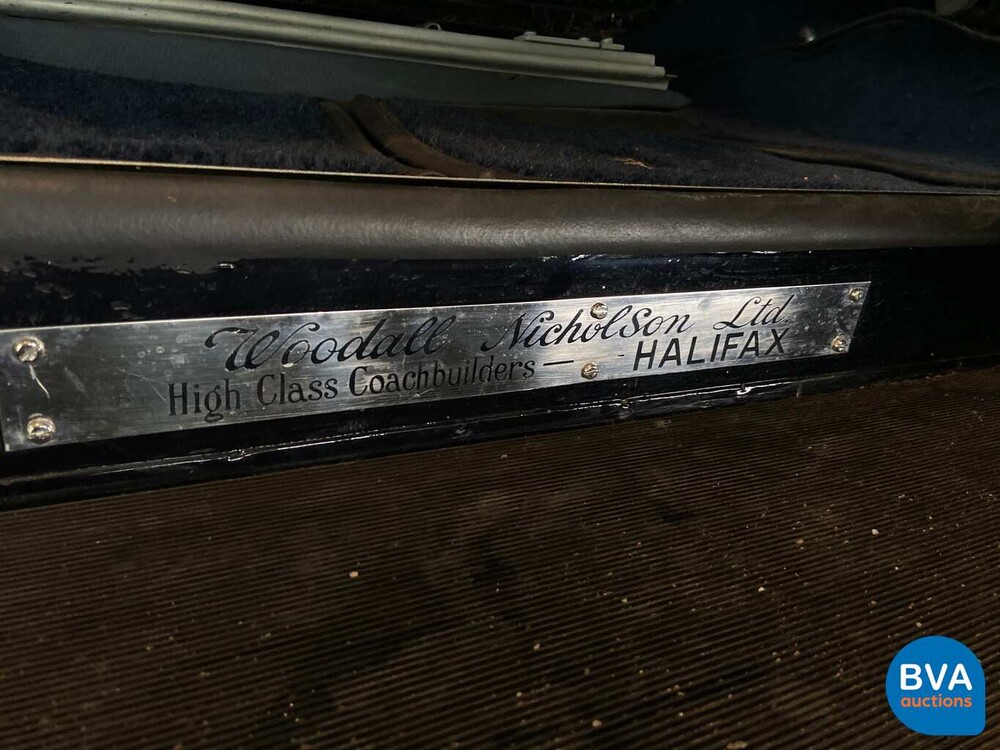 Woodall Nicholson Ltd
High Class Coachbuilders — HALIFAX
BVA
auctions